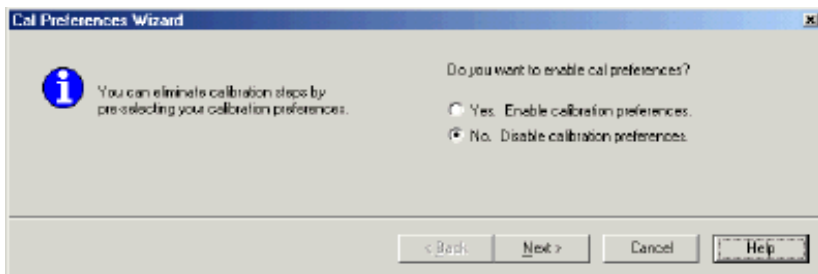 Cal Preferences Wizard
You can eliminate calibration steps by
pre-selecting your calibration preferences.
Do you want to enable cal preferences?
Yes. Enable calibration preferences.
No. Disable calibration preferences.
< Back
Next >
Cancel
Help